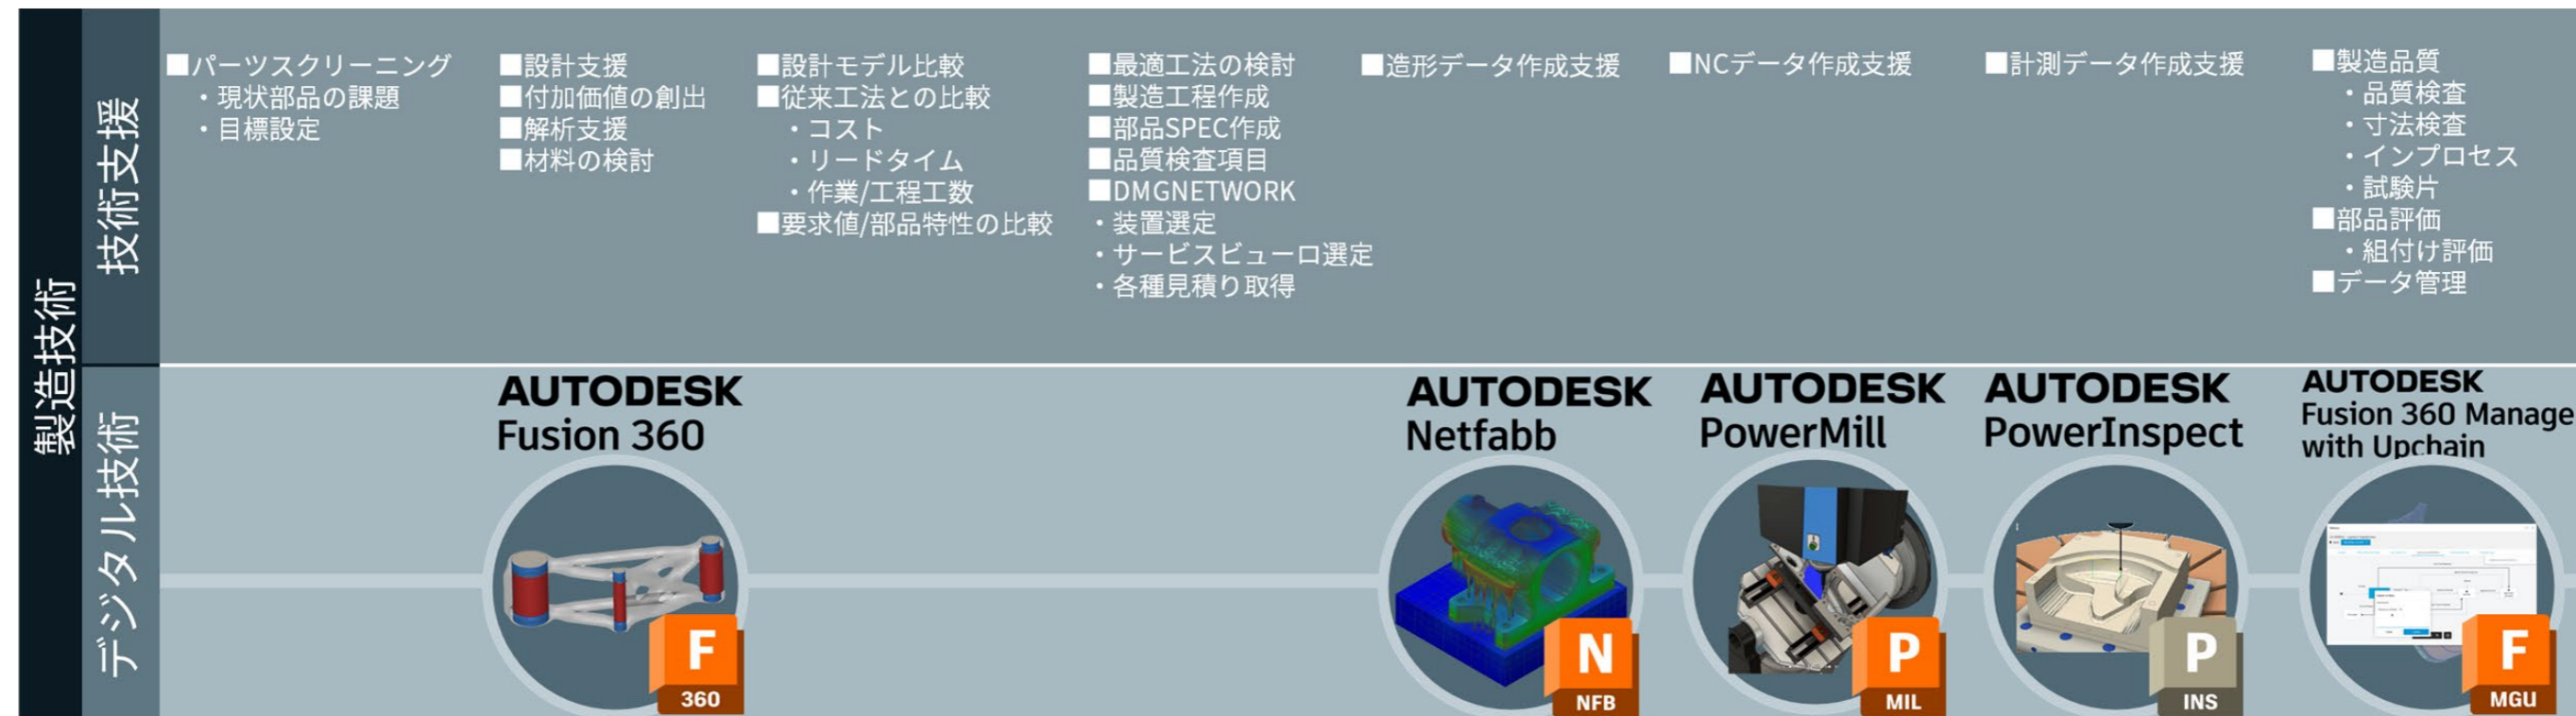 製造技術
技術支援
■パーツスクリーニング
・現状部品の課題
・目標設定
■設計支援
■付加価値の創出
■解析支援
■材料の検討
■設計モデル比較
■従来工法との比較
・コスト
・リードタイム
・作業/工程工数
■要求値/部品特性の比較
■最適工法の検討
■製造工程作成
■部品SPEC作成
■品質検査項目
■DMGNETWORK
・装置選定
・サービスビューロ選定
・各種見積り取得
■造形データ作成支援
■NCデータ作成支援
■計測データ作成支援
■製造品質
・品質検査
・寸法検査
・インプロセス
・試験片
■部品評価
・組付け評価
■データ管理
デジタル技術
AUTODESK
Fusion 360
F
360
AUTODESK
Netfabb
N
NFB
AUTODESK
PowerMill
P
MIL
AUTODESK
PowerInspect
P
INS
AUTODESK
Fusion 360 Manage
with Upchain
F
MGU